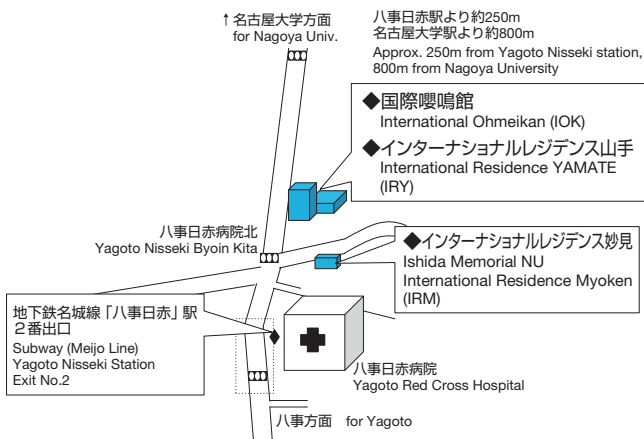 ↑名古屋大学方面
for Nagoya Univ.
八事日赤駅より約250m
名古屋大学駅より約800m
Approx. 250m from Yagoto Nisseki station,
800m from Nagoya University
◆国際嚶鳴館
International Ohmeikan (IOK)
◆インターナショナルレジデンス山手
International Residence YAMATE
(IRY)
八事日赤病院北
Yagoto Nisseki Byoin Kita
◆インターナショナルレジデンス妙見
Ishida Memorial NU
International Residence Myoken
(IRM)
地下鉄名城線「八事日赤」駅
2番出口
Subway (Meijo Line)
Yagoto Nisseki Station
Exit No.2
八事日赤病院
Yagoto Red Cross Hospital
八事方面 for Yagoto